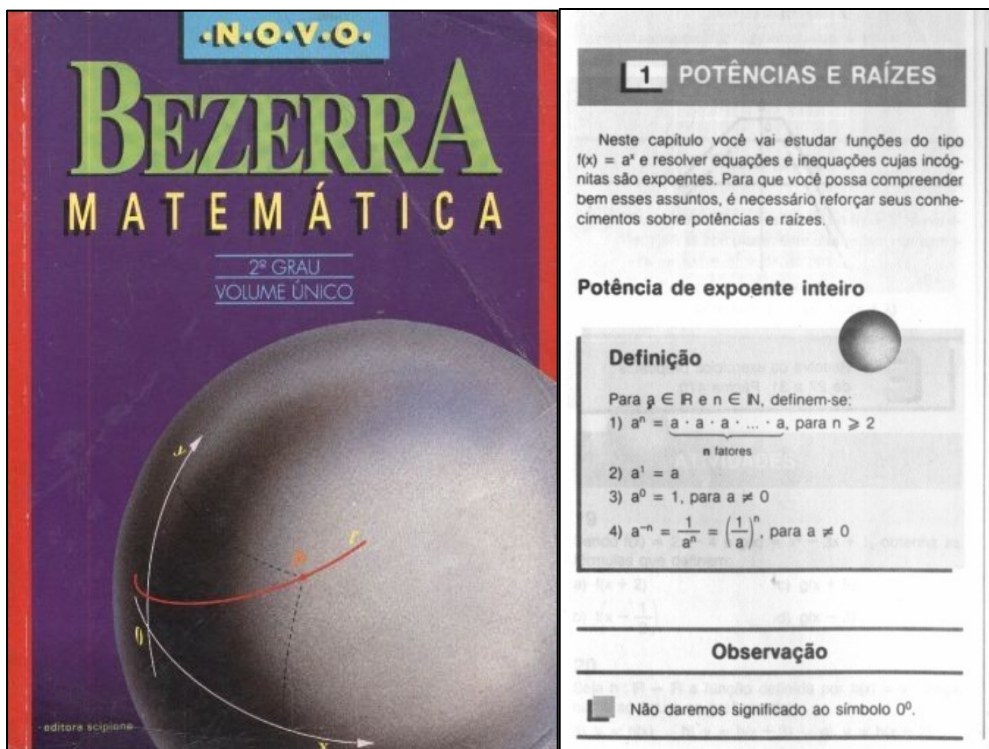 ·N·O·V·O·
BEZERRA
MATEMÁTICA
2º GRAU
VOLUME ÚNICO
y
P
r
0
x
editora scipione
1 POTÊNCIAS E RAÍZES
Neste capítulo você vai estudar funções do tipo
f(x) = aˣ e resolver equações e inequações cujas incóg-
nitas são expoentes. Para que você possa compreender
bem esses assuntos, é necessário reforçar seus conhe-
cimentos sobre potências e raízes.
Potência de expoente inteiro
Definição
Para a ∈ ℝ e n ∈ ℕ, definem-se:
1) aⁿ = a · a · a · ... · a, para n ⩾ 2
n fatores
2) a¹ = a
3) a⁰ = 1, para a ≠ 0
4) a⁻ⁿ = 1/aⁿ = (1/a)ⁿ, para a ≠ 0
Observação
Não daremos significado ao símbolo 0⁰.